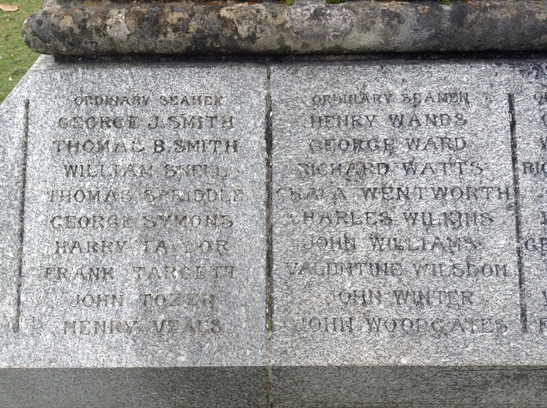 ORDINARY SEAMEN
GEORGE J. SMITH
THOMAS B. SMITH
WILLIAM SNELL
THOMAS SPRIDDLE
GEORGE SYMONS
HARRY TAYLOR
FRANK TARGETT
JOHN TOZER
HENRY VEALS
ORDINARY SEAMEN
HENRY WANDS
GEORGE WARD
RICHARD WATTS
WENTWORTH
CHARLES WILKINS
JOHN WILLIAMS
VALENTINE WILSDON
JOHN WINTER
JOHN WOODGATES